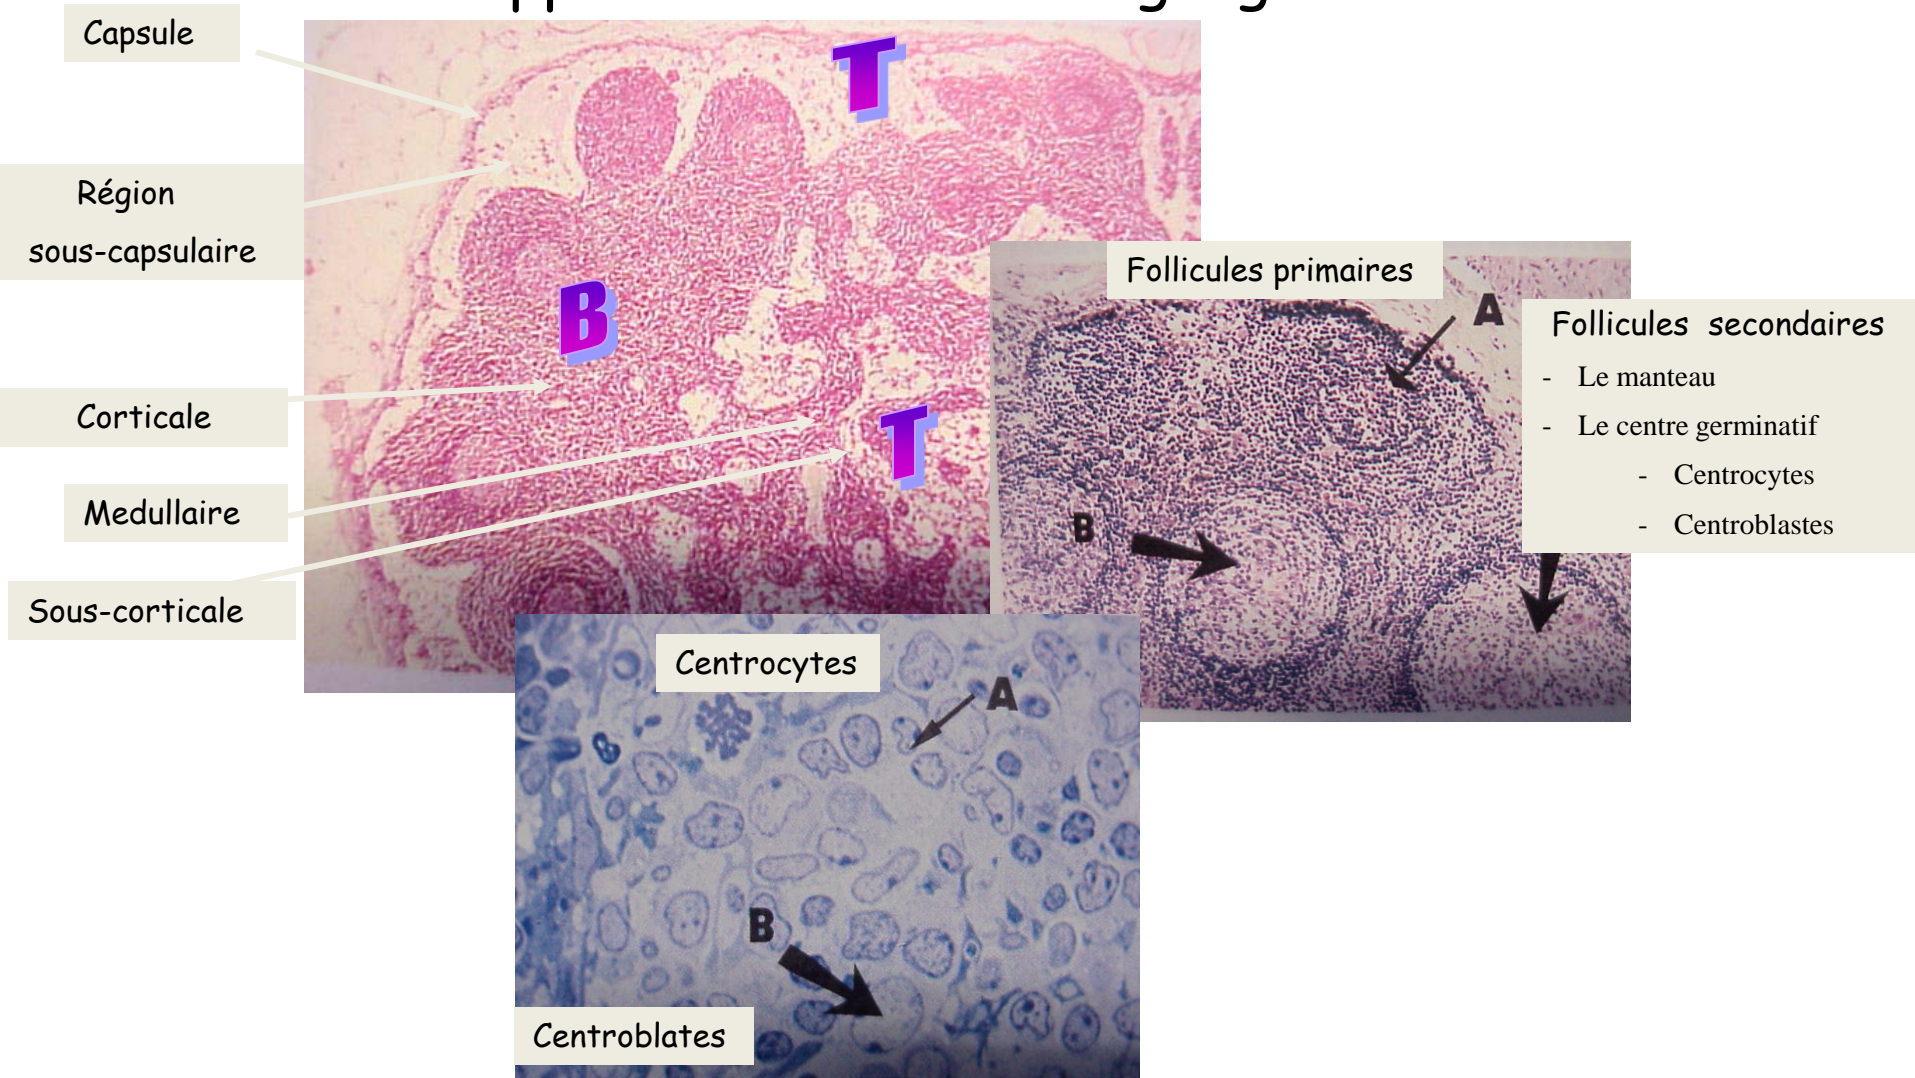 Capsule
T
Région
sous-capsulaire
B
Corticale
T
Medullaire
Sous-corticale
Follicules primaires
A
Follicules secondaires
- Le manteau
- Le centre germinatif
- Centrocytes
- Centroblastes
B
Centrocytes
A
B
Centroblates